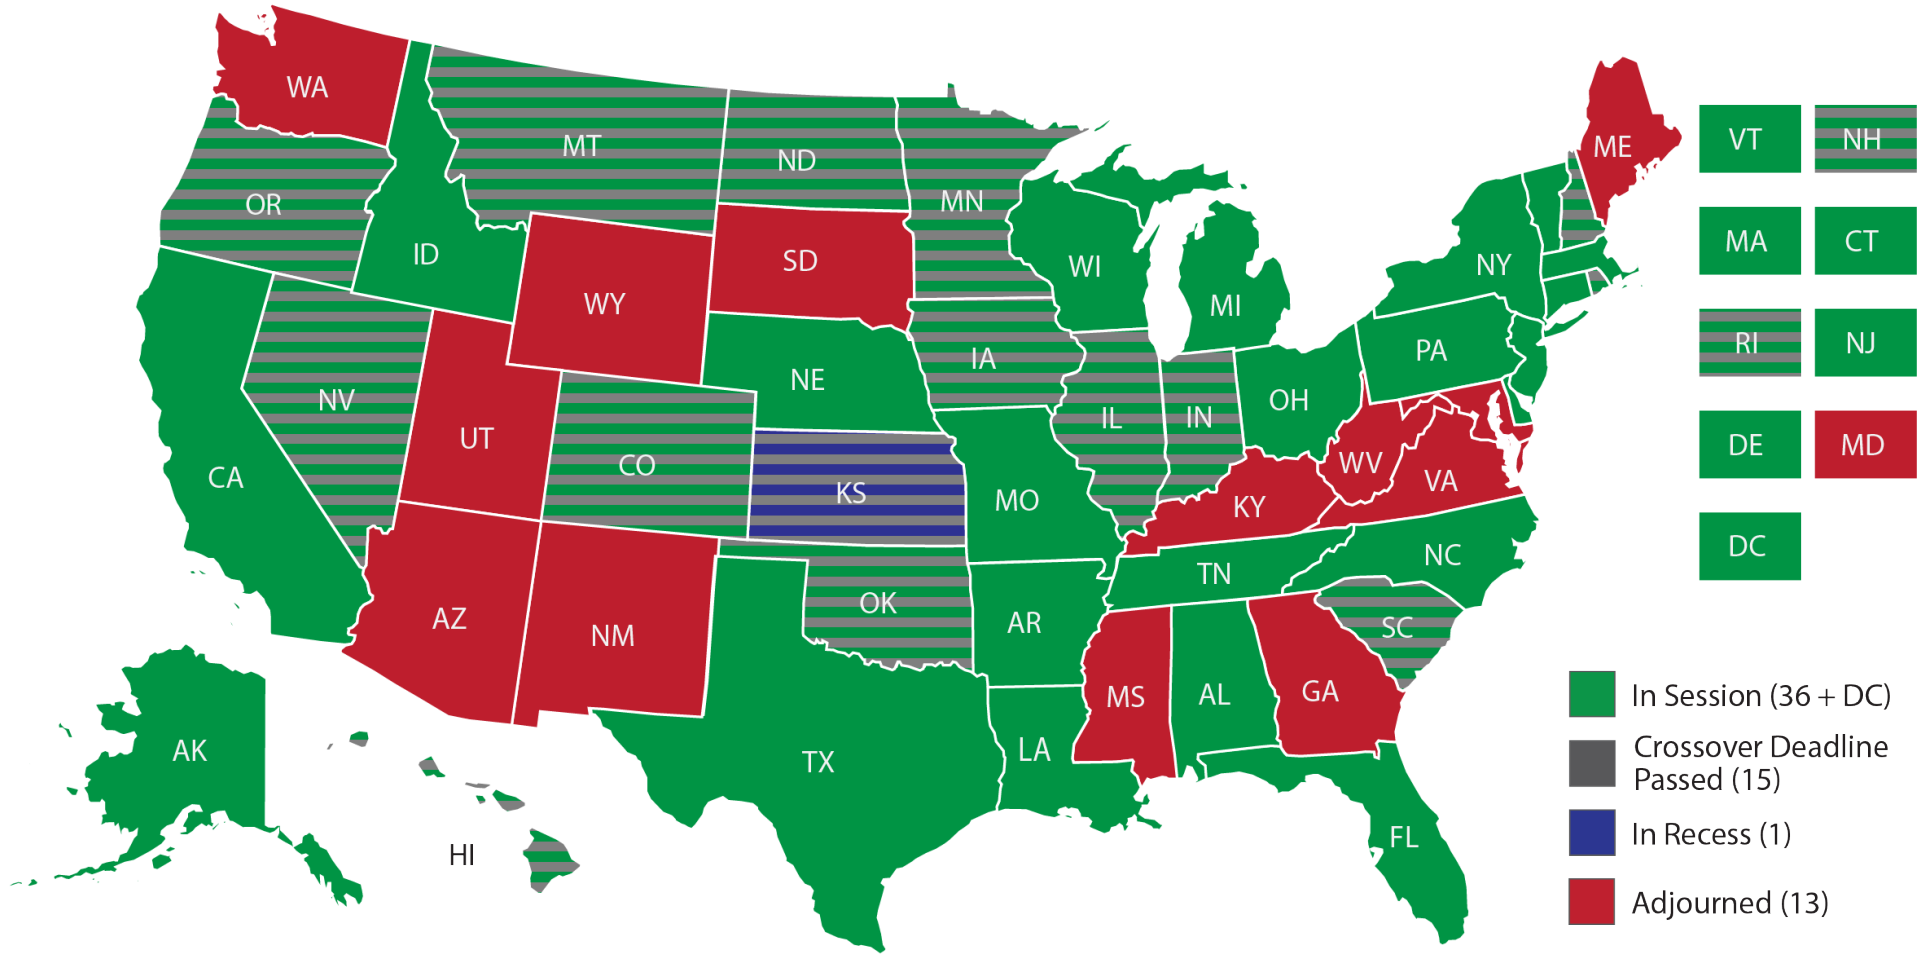 WA
ME
MT
ND
VT
NH
OR
MN
ID
SD
WI
NY
MA
CT
WY
MI
IA
PA
RI
NJ
NE
NV
IL
IN
OH
UT
CO
KS
WV
VA
DE
MD
CA
MO
KY
AZ
NM
OK
AR
TN
NC
DC
SC
MS
AL
GA
AK
TX
LA
FL
HI
In Session (36 + DC)
Crossover Deadline
Passed (15)
In Recess (1)
Adjourned (13)